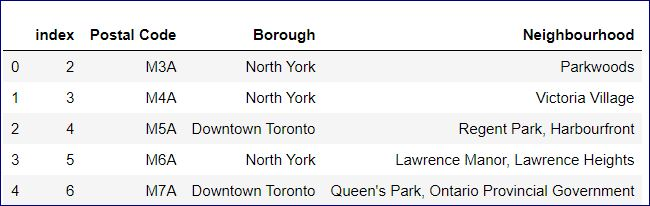 index Postal Code Borough Neighbourhood
0 2 M3A North York Parkwoods
1 3 M4A North York Victoria Village
2 4 M5A Downtown Toronto Regent Park, Harbourfront
3 5 M6A North York Lawrence Manor, Lawrence Heights
4 6 M7A Downtown Toronto Queen's Park, Ontario Provincial Government